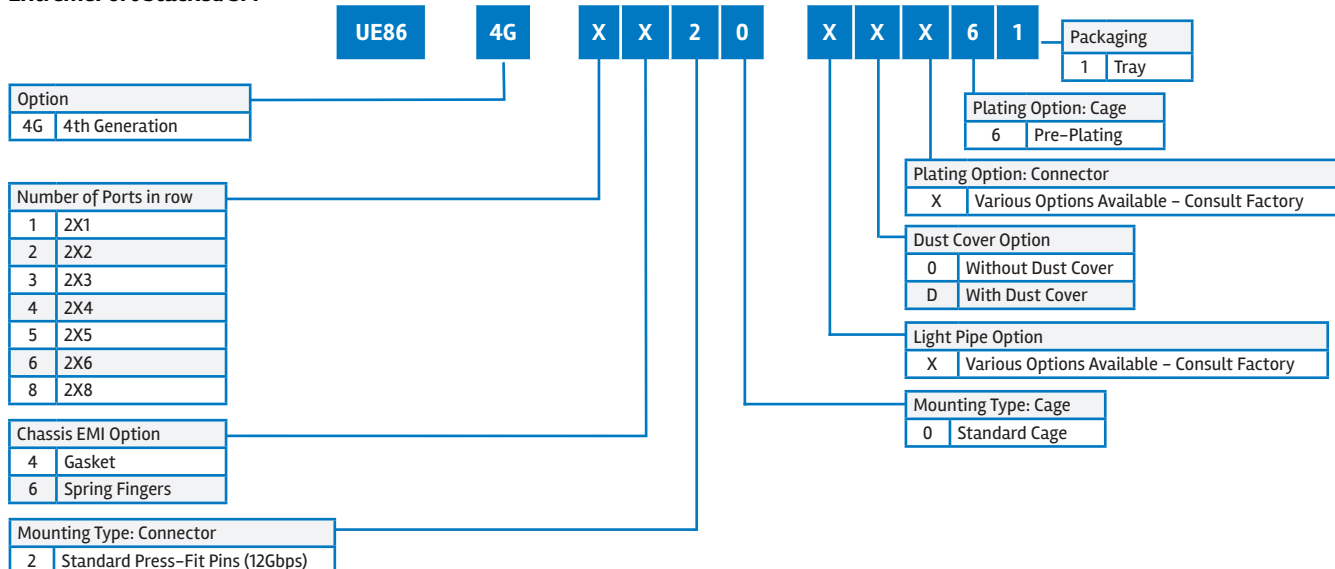 UE86 4G X X 2 0 X X X 6 1
Packaging
1 Tray
Option
4G 4th Generation
Plating Option: Cage
6 Pre-Plating
Plating Option: Connector
X Various Options Available - Consult Factory
Number of Ports in row
1 2X1
2 2X2
3 2X3
4 2X4
5 2X5
6 2X6
8 2X8
Dust Cover Option
0 Without Dust Cover
D With Dust Cover
Light Pipe Option
X Various Options Available - Consult Factory
Mounting Type: Cage
0 Standard Cage
Chassis EMI Option
4 Gasket
6 Spring Fingers
Mounting Type: Connector
2 Standard Press-Fit Pins (12Gbps)